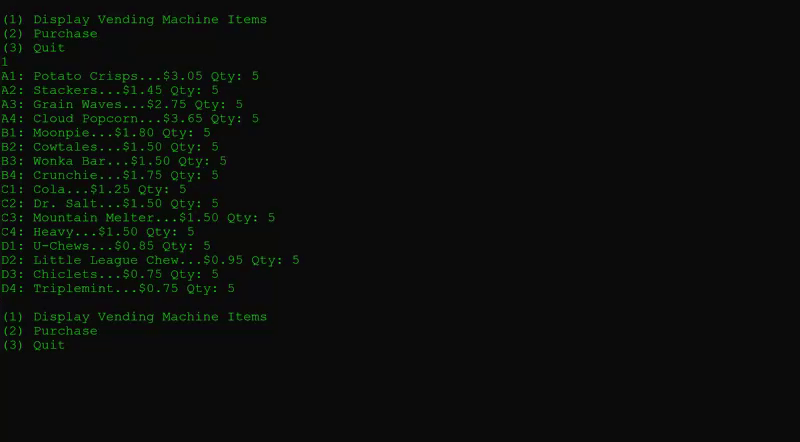 (1) Display Vending Machine Items
(2) Purchase
(3) Quit
1
A1: Potato Crisps...$3.05 Qty: 5
A2: Stackers...$1.45 Qty: 5
A3: Grain Waves...$2.75 Qty: 5
A4: Cloud Popcorn...$3.65 Qty: 5
B1: Moonpie...$1.80 Qty: 5
B2: Cowtales...$1.50 Qty: 5
B3: Wonka Bar...$1.50 Qty: 5
B4: Crunchie...$1.75 Qty: 5
C1: Cola...$1.25 Qty: 5
C2: Dr. Salt...$1.50 Qty: 5
C3: Mountain Melter...$1.50 Qty: 5
C4: Heavy...$1.50 Qty: 5
D1: U-Chews...$0.85 Qty: 5
D2: Little League Chew...$0.95 Qty: 5
D3: Chiclets...$0.75 Qty: 5
D4: Triplemint...$0.75 Qty: 5
(1) Display Vending Machine Items
(2) Purchase
(3) Quit